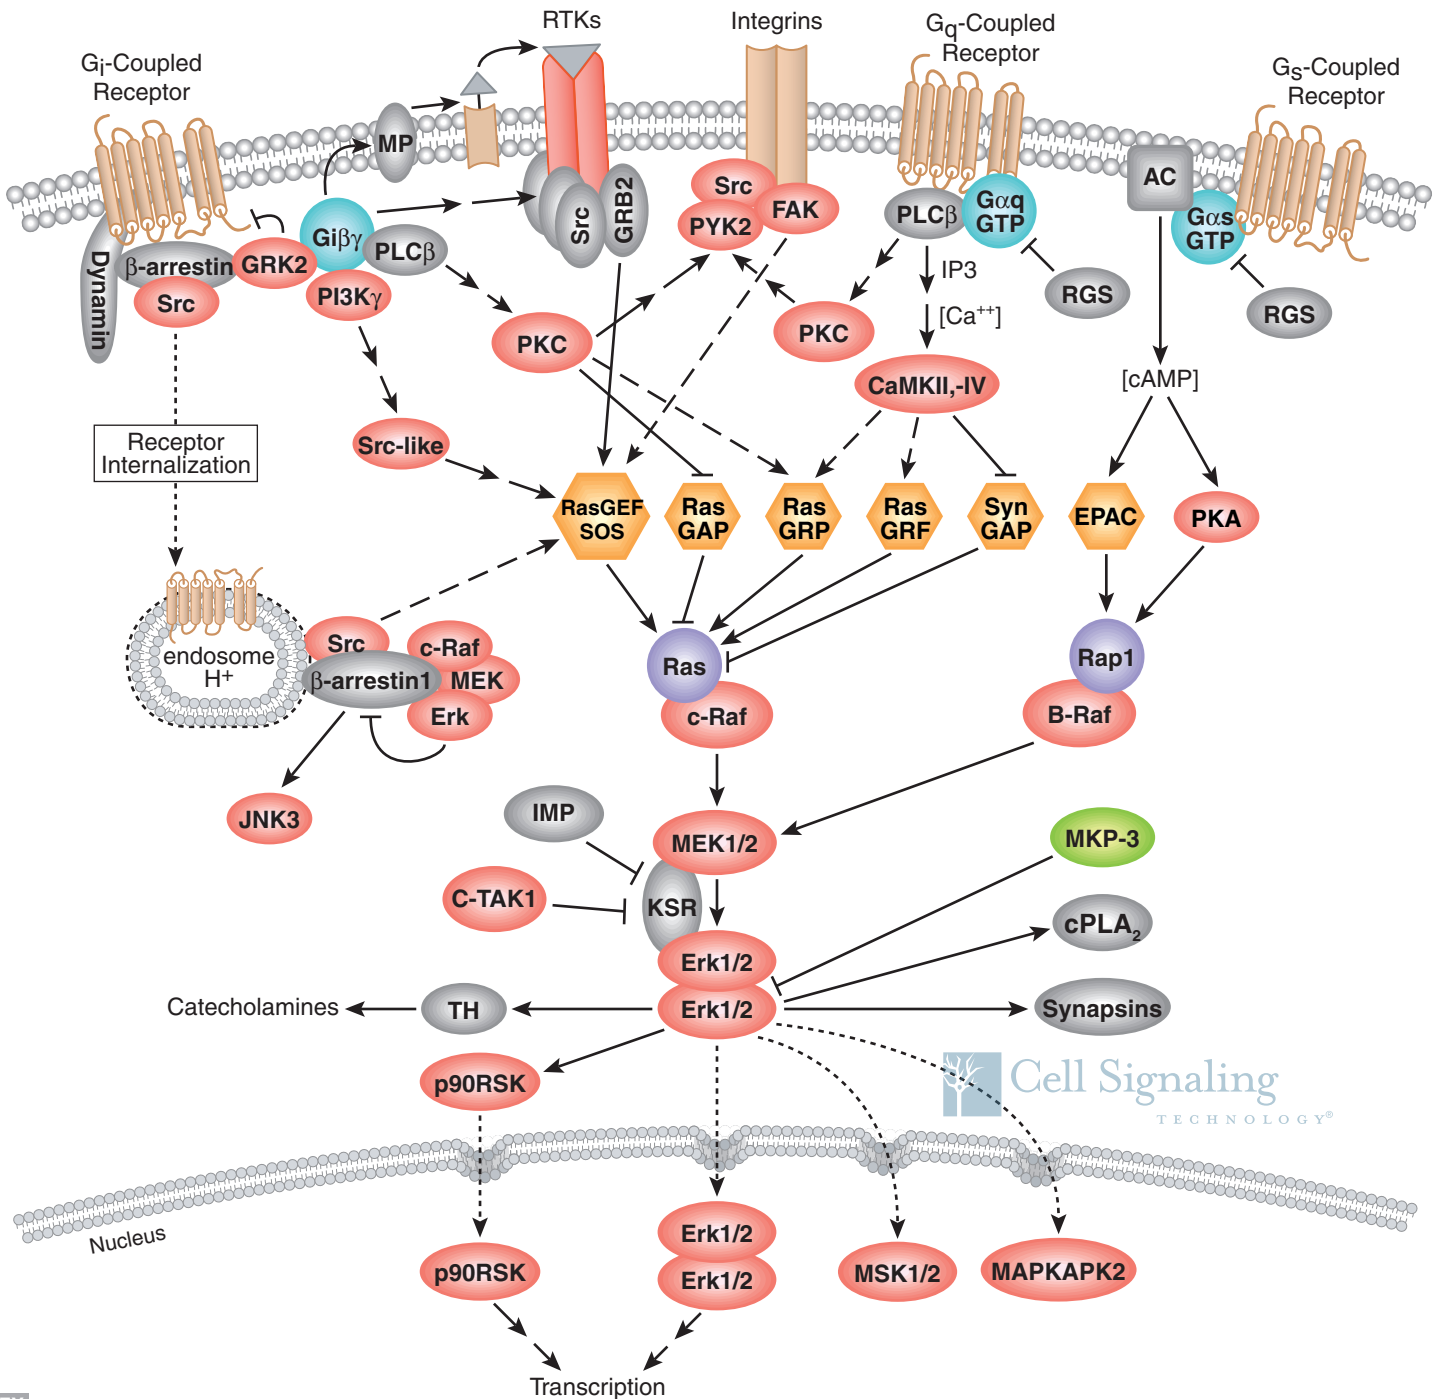 RTKs
Integrins
Gq-Coupled
Receptor
Gi-Coupled
Receptor
Gs-Coupled
Receptor
MP
AC
Src
GRB2
Src
PYK2
FAK
PLCβ
Gαq
GTP
Gαs
GTP
Giβγ
PLCβ
GRK2
β-arrestin
Src
Dynamin
PI3Kγ
IP3
[Ca++]
RGS
RGS
PKC
PKC
CaMKII,-IV
[cAMP]
Receptor
Internalization
Src-like
RasGEF
SOS
Ras
GAP
Ras
GRP
Ras
GRF
Syn
GAP
EPAC
PKA
endosome
H+
Src
β-arrestin1
c-Raf
MEK
Erk
Ras
c-Raf
Rap1
B-Raf
JNK3
IMP
MEK1/2
MKP-3
C-TAK1
KSR
cPLA2
Erk1/2
Erk1/2
Catecholamines
TH
Synapsins
p90RSK
Cell Signaling
TECHNOLOGY®
Nucleus
p90RSK
Erk1/2
Erk1/2
MSK1/2
MAPKAPK2
Transcription